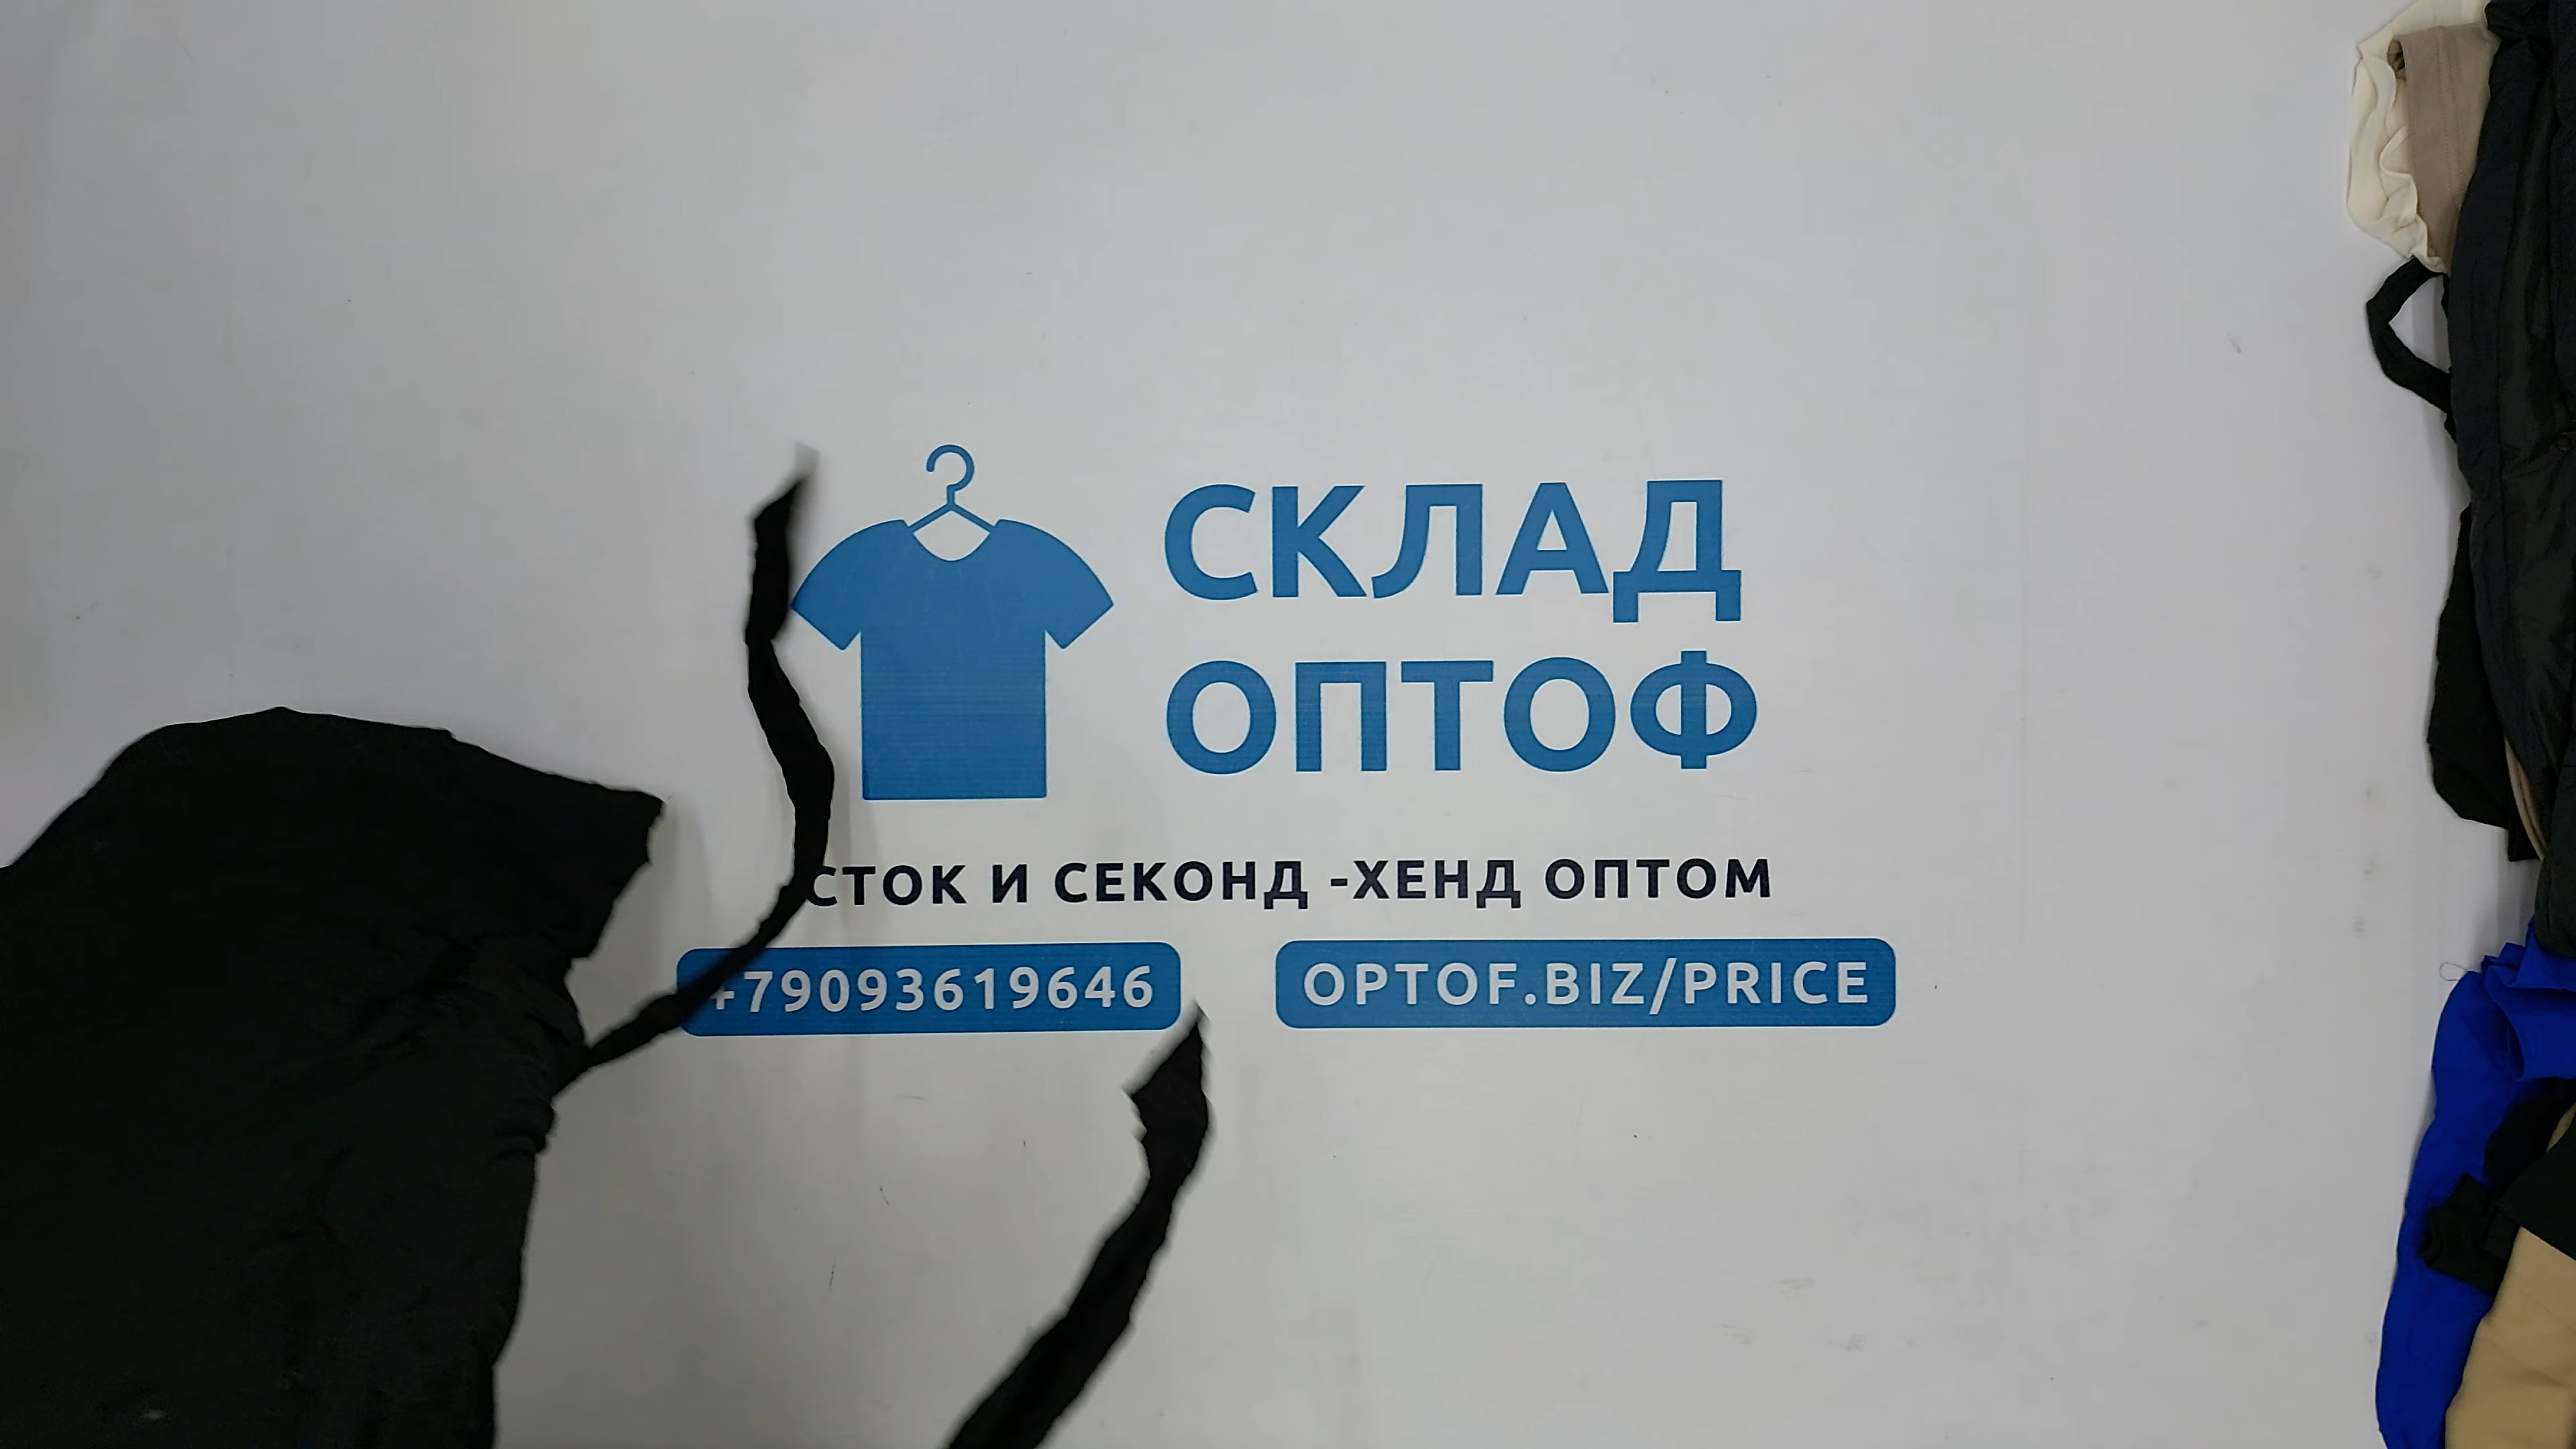 СКЛАД
ОПТОФ
СТОК И СЕКОНД -ХЕНД ОПТОМ
+79093619646
OPTOF.BIZ/PRICE